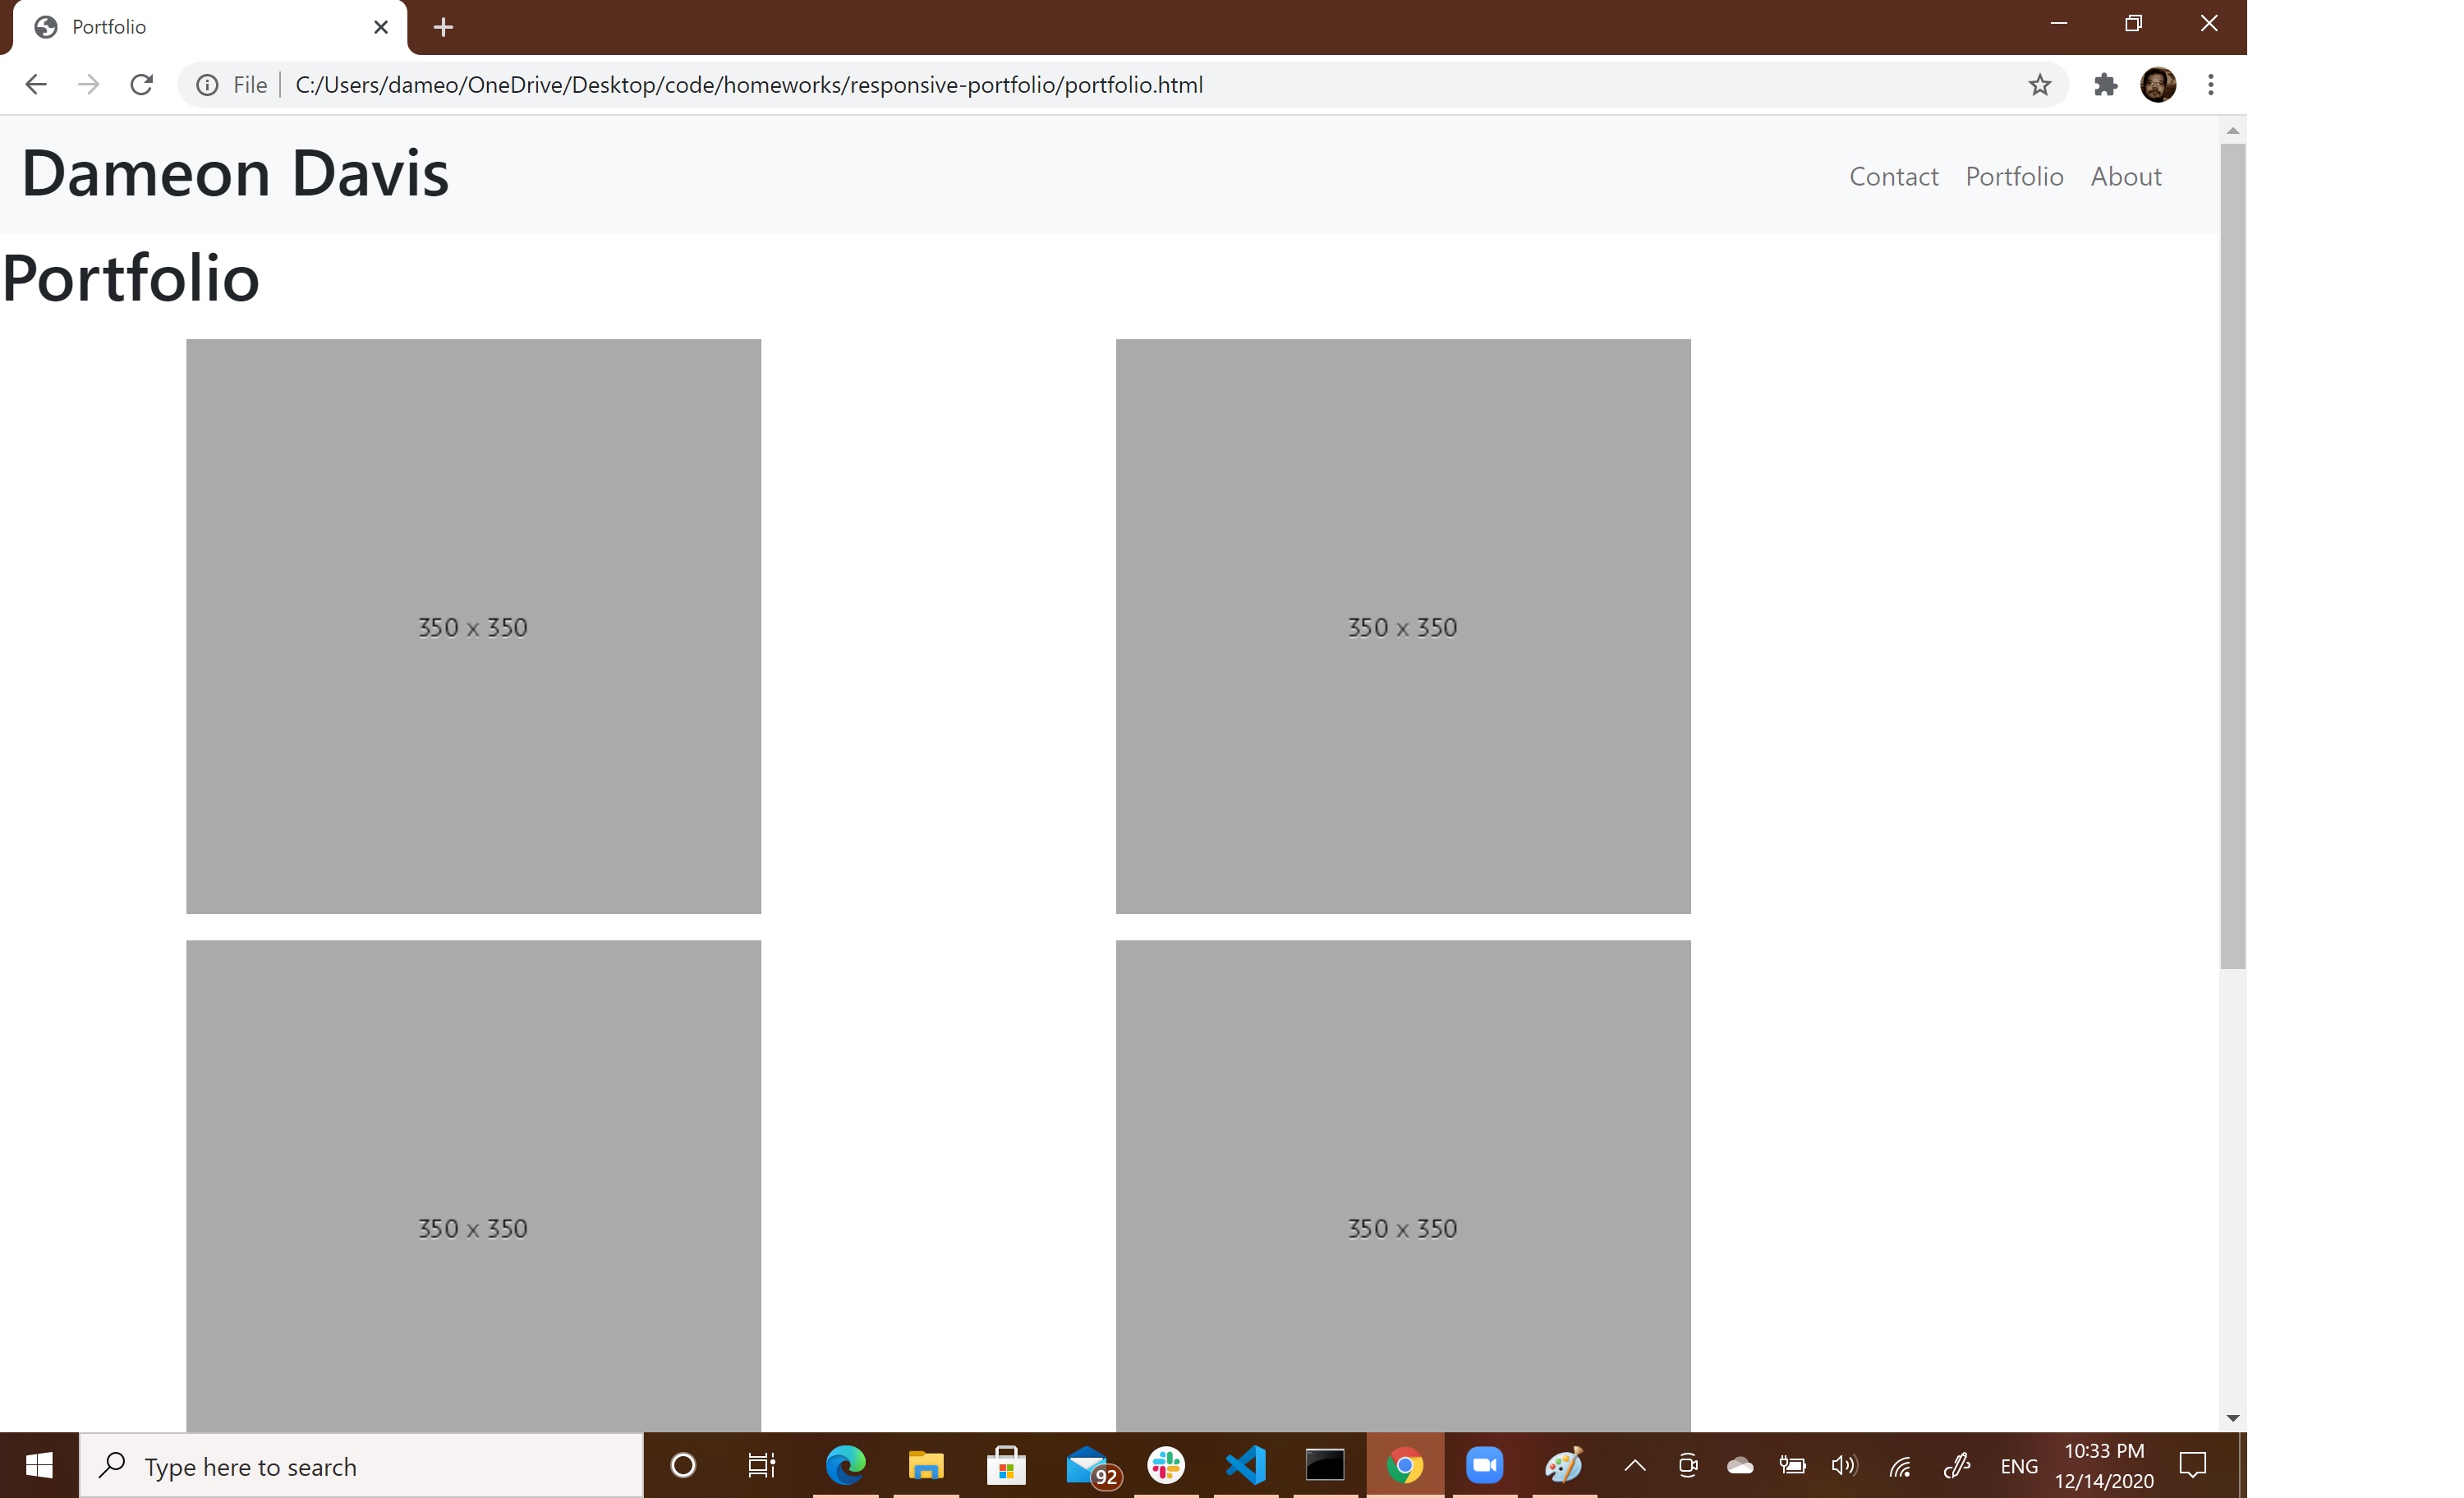 Portfolio
File C:/Users/dameo/OneDrive/Desktop/code/homeworks/responsive-portfolio/portfolio.html
Dameon Davis
Contact Portfolio About
Portfolio
350 x 350 350 x 350
350 x 350 350 x 350
Type here to search
92
ENG
10:33 PM
12/14/2020